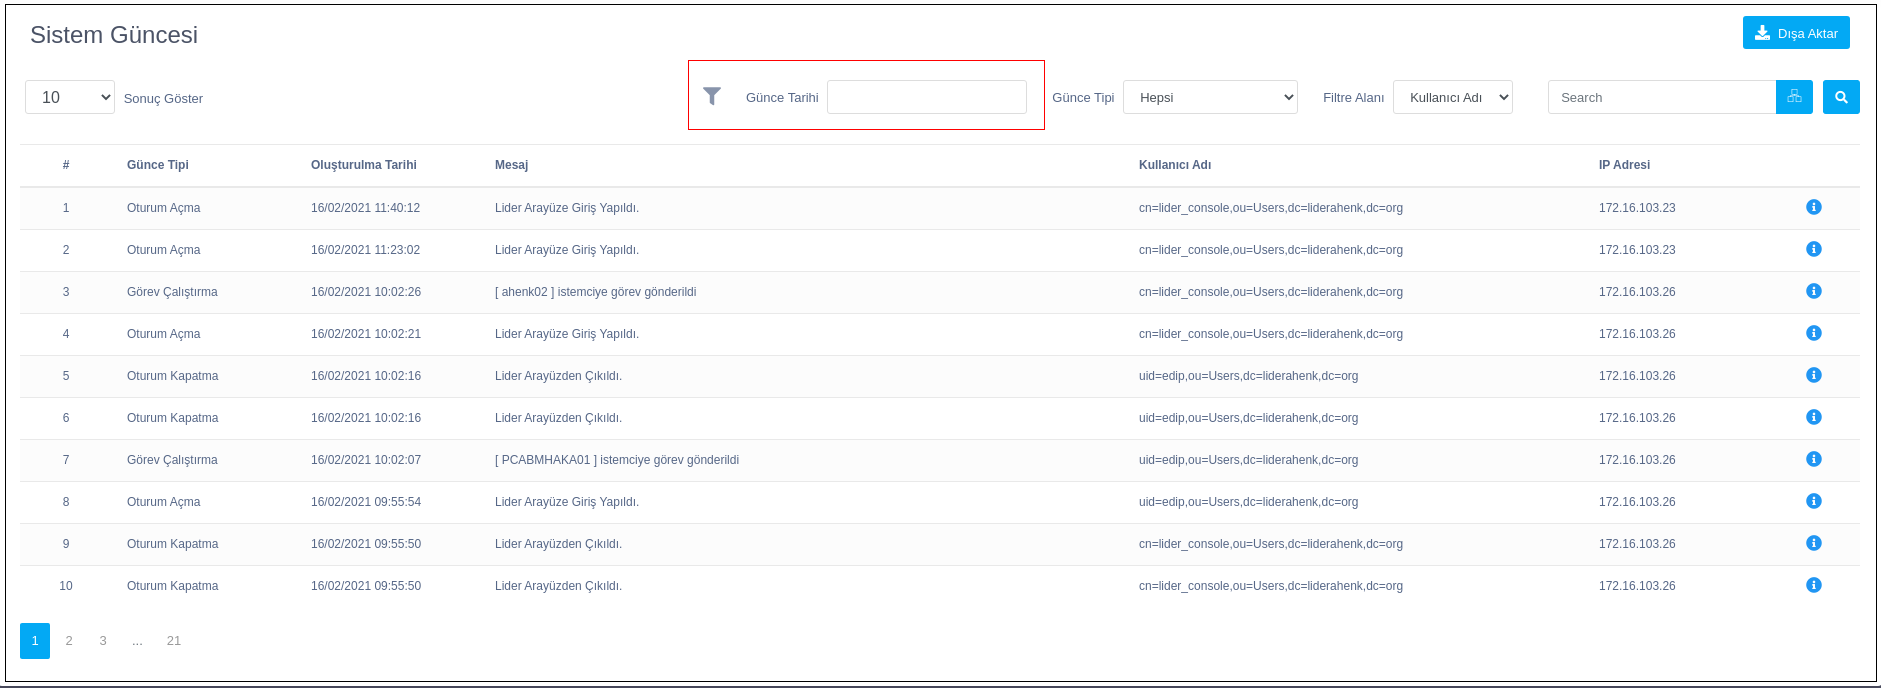 Sistem Güncesi
Dışa Aktar
10 Sonuç Göster Günce Tarihi Günce Tipi Hepsi Filtre Alanı Kullanıcı Adı Search
# Günce Tipi Oluşturulma Tarihi Mesaj Kullanıcı Adı IP Adresi
1 Oturum Açma 16/02/2021 11:40:12 Lider Arayüze Giriş Yapıldı. cn=lider_console,ou=Users,dc=liderahenk,dc=org 172.16.103.23
2 Oturum Açma 16/02/2021 11:23:02 Lider Arayüze Giriş Yapıldı. cn=lider_console,ou=Users,dc=liderahenk,dc=org 172.16.103.23
3 Görev Çalıştırma 16/02/2021 10:02:26 [ ahenk02 ] istemciye görev gönderildi cn=lider_console,ou=Users,dc=liderahenk,dc=org 172.16.103.26
4 Oturum Açma 16/02/2021 10:02:21 Lider Arayüze Giriş Yapıldı. cn=lider_console,ou=Users,dc=liderahenk,dc=org 172.16.103.26
5 Oturum Kapatma 16/02/2021 10:02:16 Lider Arayüzden Çıkıldı. uid=edip,ou=Users,dc=liderahenk,dc=org 172.16.103.26
6 Oturum Kapatma 16/02/2021 10:02:16 Lider Arayüzden Çıkıldı. uid=edip,ou=Users,dc=liderahenk,dc=org 172.16.103.26
7 Görev Çalıştırma 16/02/2021 10:02:07 [ PCABMHAKA01 ] istemciye görev gönderildi uid=edip,ou=Users,dc=liderahenk,dc=org 172.16.103.26
8 Oturum Açma 16/02/2021 09:55:54 Lider Arayüze Giriş Yapıldı. uid=edip,ou=Users,dc=liderahenk,dc=org 172.16.103.26
9 Oturum Kapatma 16/02/2021 09:55:50 Lider Arayüzden Çıkıldı. cn=lider_console,ou=Users,dc=liderahenk,dc=org 172.16.103.26
10 Oturum Kapatma 16/02/2021 09:55:50 Lider Arayüzden Çıkıldı. cn=lider_console,ou=Users,dc=liderahenk,dc=org 172.16.103.26
1 2 3 ... 21